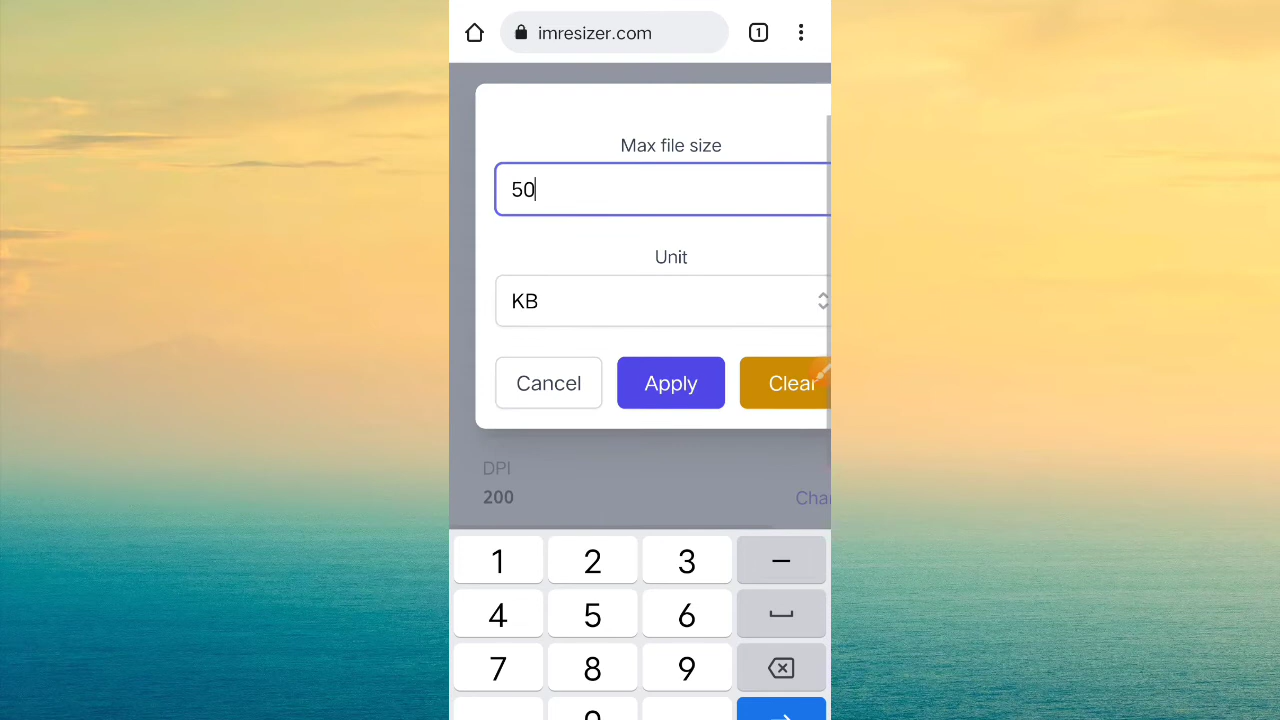 1
imresizer.com
Max file size
50
Unit
KB
Cancel Apply Clear
DPI
200
1 2 3 –
4 5 6
7 8 9